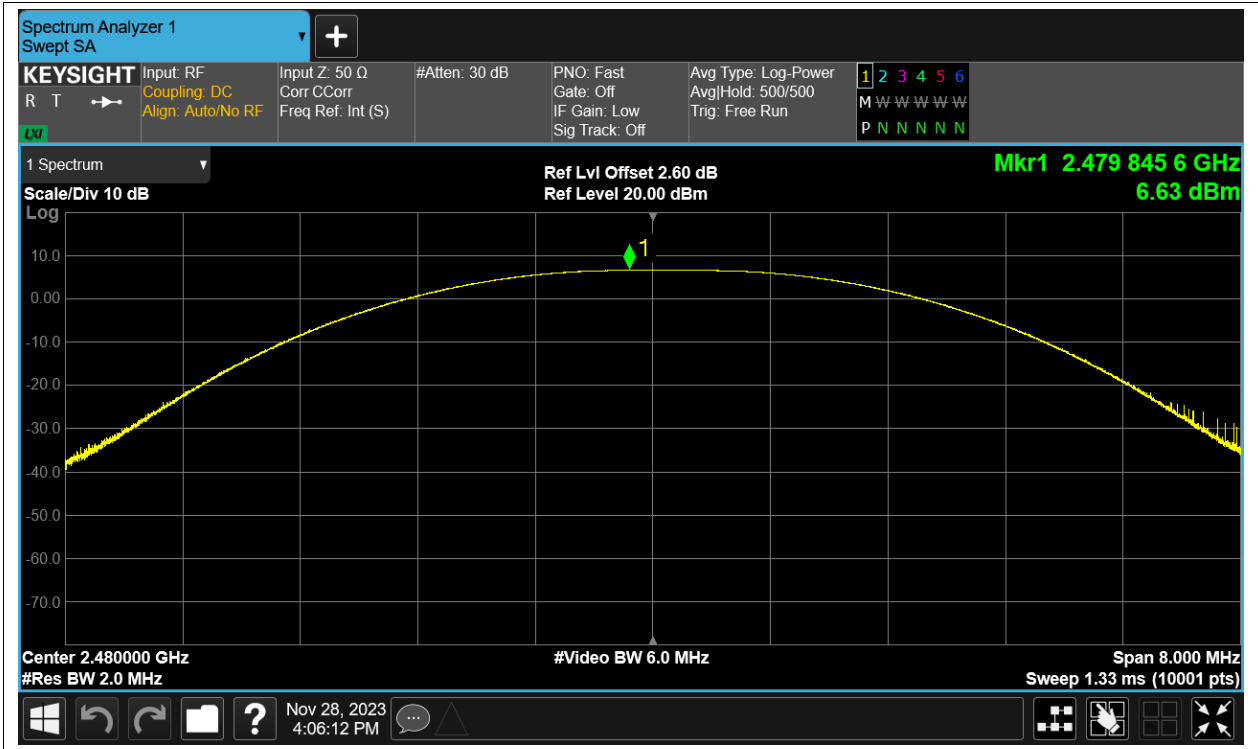 Spectrum Analyzer 1
Swept SA
+
KEYSIGHT
R T
LXI
Input: RF
Coupling: DC
Align: Auto/No RF
Input Z: 50 Ω
Corr CCorr
Freq Ref: Int (S)
#Atten: 30 dB
PNO: Fast
Gate: Off
IF Gain: Low
Sig Track: Off
Avg Type: Log-Power
Avg|Hold: 500/500
Trig: Free Run
1 2 3 4 5 6
M W W W W W
P N N N N N
1 Spectrum
Scale/Div 10 dB
Log
Ref Lvl Offset 2.60 dB
Ref Level 20.00 dBm
Mkr1 2.479 845 6 GHz
6.63 dBm
1
10.0
0.00
-10.0
-20.0
-30.0
-40.0
-50.0
-60.0
-70.0
Center 2.480000 GHz
#Res BW 2.0 MHz
#Video BW 6.0 MHz
Span 8.000 MHz
Sweep 1.33 ms (10001 pts)
?
Nov 28, 2023
4:06:12 PM